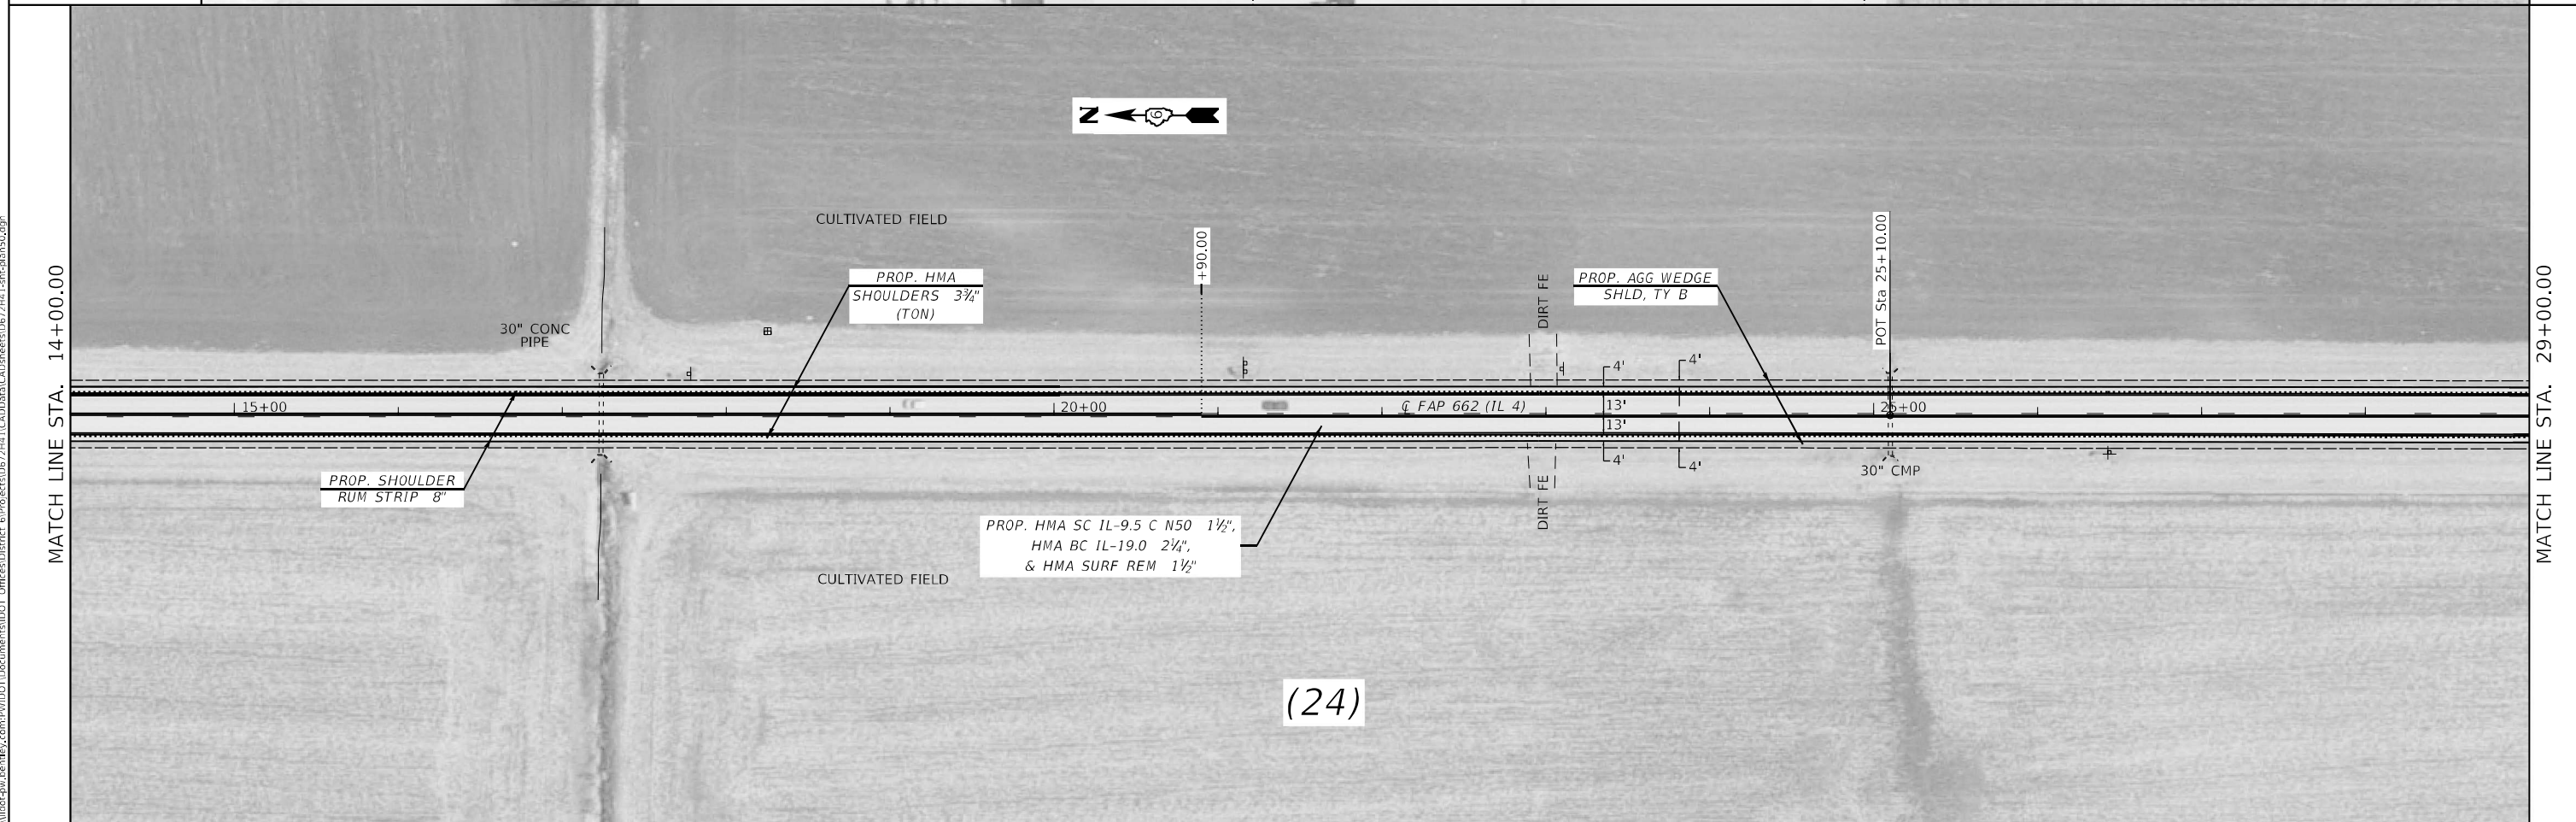 N
6
CULTIVATED FIELD
+90.00
POT Sta 25+10.00
PROP. HMA
SHOULDERS 3¾"
(TON)
DIRT FE
PROP. AGG WEDGE
SHLD, TY B
30" CONC
PIPE
MATCH LINE STA. 14+00.00
MATCH LINE STA. 29+00.00
4'
4'
15+00
20+00
℄ FAP 662 (IL 4)
13'
25+00
13'
4'
4'
30" CMP
PROP. SHOULDER
RUM STRIP 8"
DIRT FE
PROP. HMA SC IL-9.5 C N50 1½",
HMA BC IL-19.0 2¼",
& HMA SURF REM 1½"
CULTIVATED FIELD
(24)